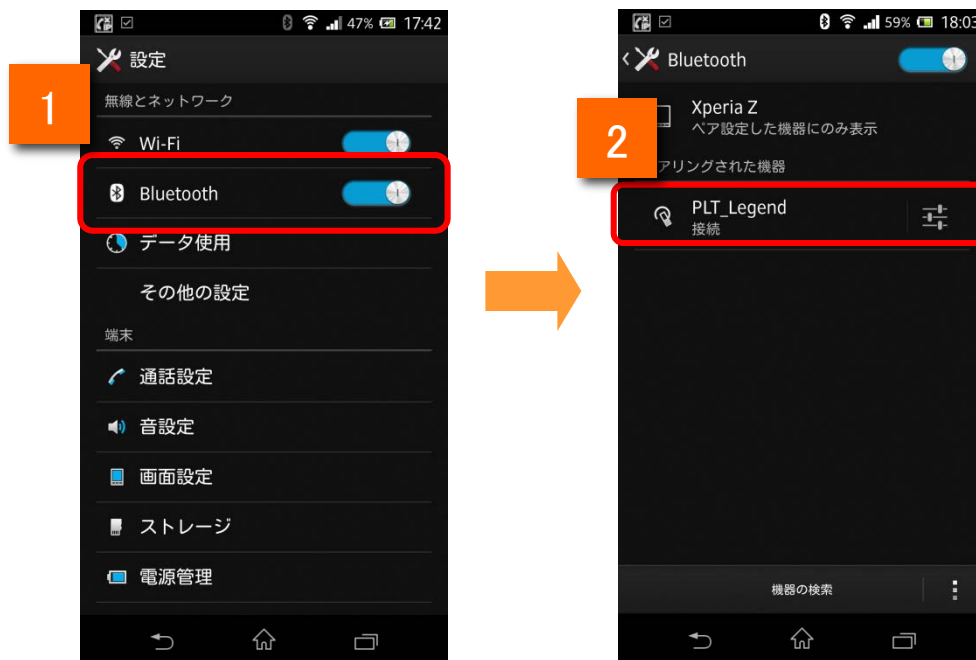 47% 17:42
設定
1
無線とネットワーク
Wi-Fi
Bluetooth
データ使用
その他の設定
端末
通話設定
音設定
画面設定
ストレージ
電源管理
59% 18:03
Bluetooth
Xperia Z
ペア設定した機器にのみ表示
2
アリングされた機器
PLT_Legend
接続
機器の検索